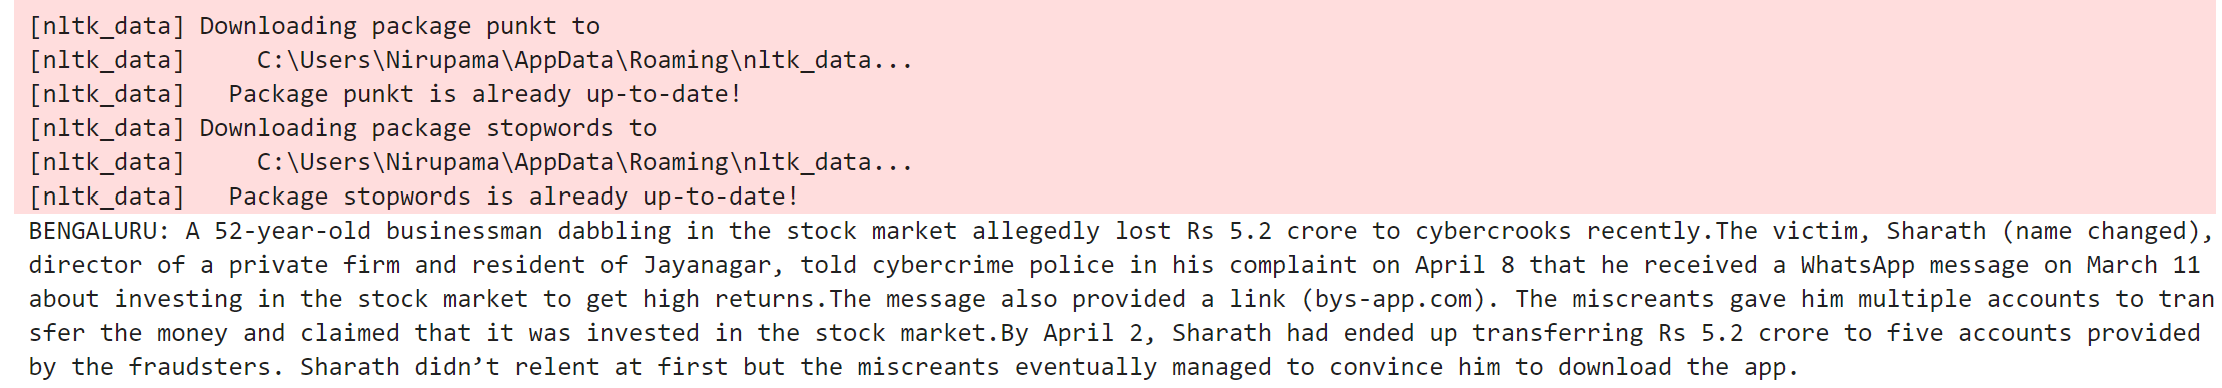 [nltk_data] Downloading package punkt to
[nltk_data]     C:\Users\Nirupama\AppData\Roaming\nltk_data...
[nltk_data]   Package punkt is already up-to-date!
[nltk_data] Downloading package stopwords to
[nltk_data]     C:\Users\Nirupama\AppData\Roaming\nltk_data...
[nltk_data]   Package stopwords is already up-to-date!
BENGALURU: A 52-year-old businessman dabbling in the stock market allegedly lost Rs 5.2 crore to cybercrooks recently.The victim, Sharath (name changed),
director of a private firm and resident of Jayanagar, told cybercrime police in his complaint on April 8 that he received a WhatsApp message on March 11
about investing in the stock market to get high returns.The message also provided a link (bys-app.com). The miscreants gave him multiple accounts to tran
sfer the money and claimed that it was invested in the stock market.By April 2, Sharath had ended up transferring Rs 5.2 crore to five accounts provided
by the fraudsters. Sharath didn’t relent at first but the miscreants eventually managed to convince him to download the app.